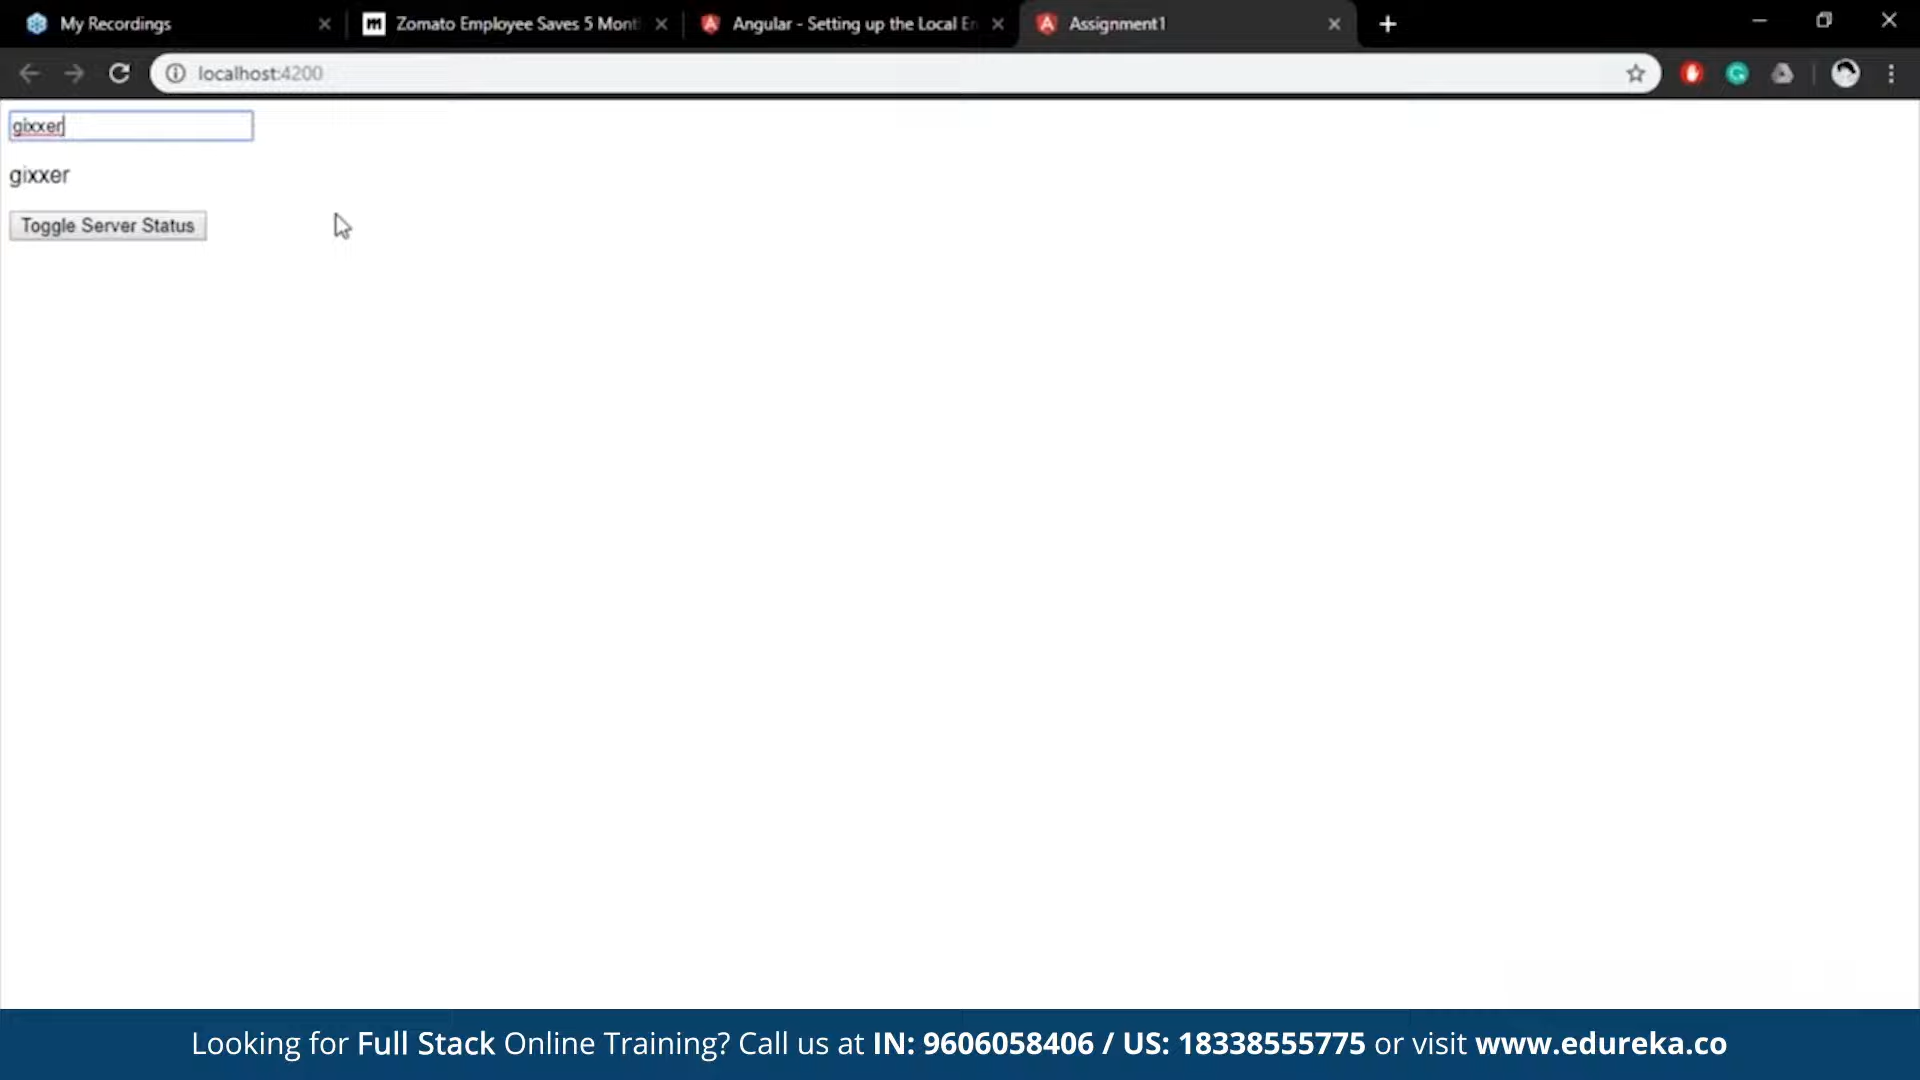 My Recordings
Zomato Employee Saves 5 Mont
Angular - Setting up the Local En
Assignment1
localhost:4200
gixxer
gixxer
Toggle Server Status
Looking for Full Stack Online Training? Call us at IN: 9606058406 / US: 18338555775 or visit www.edureka.co